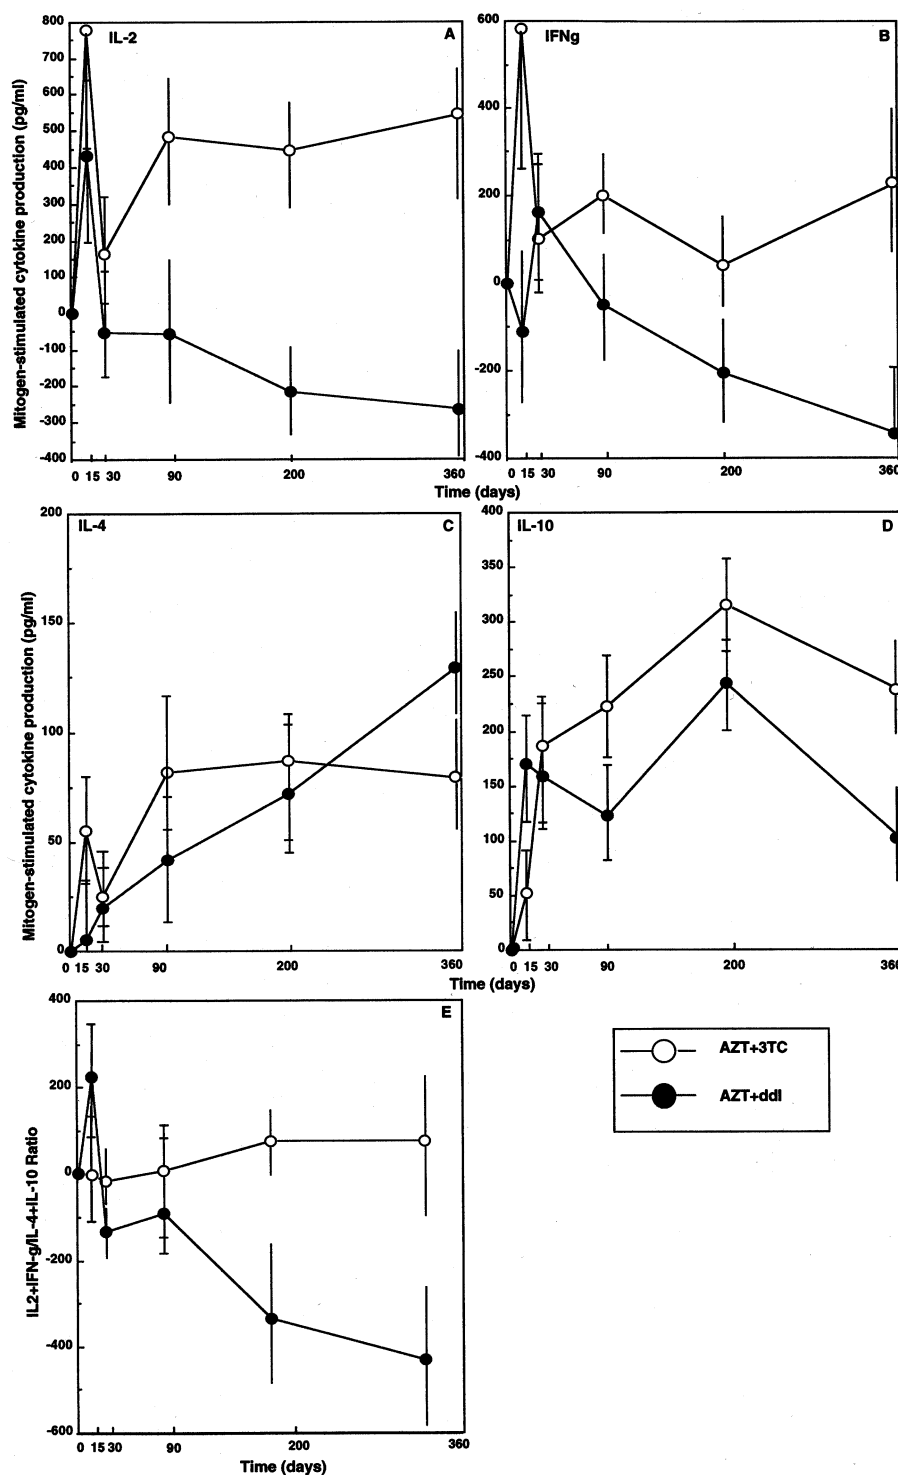 IL-2
A
Mitogen-stimulated cytokine production (pg/ml)
800
700
600
500
400
300
200
100
0
-100
-200
-300
-400
0 15 30 90 200 360
IFNg
B
600
400
200
0
-200
-400
0 15 30 90 200 360
Time (days)
IL-4
C
Mitogen-stimulated cytokine production (pg/ml)
200
150
100
50
0
0 15 30 90 200 360
IL-10
D
400
350
300
250
200
150
100
50
0
0 15 30 90 200 360
Time (days)
E
IL2+IFN-g/IL-4+IL-10 Ratio
400
200
0
-200
-400
-600
0 15 30 90 200 360
Time (days)
AZT+3TC
AZT+ddI